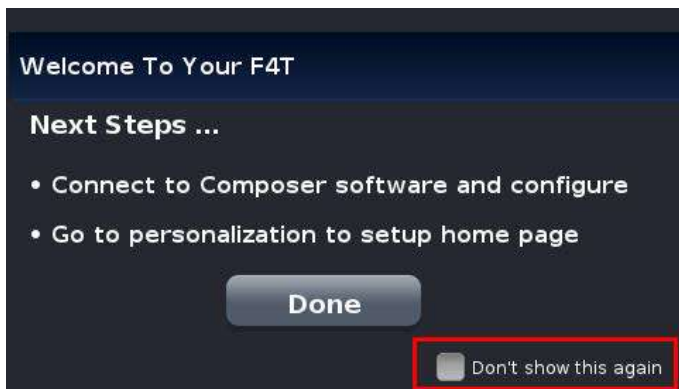 Welcome To Your F4T
Next Steps ...
• Connect to Composer software and configure
• Go to personalization to setup home page
Done
Don't show this again